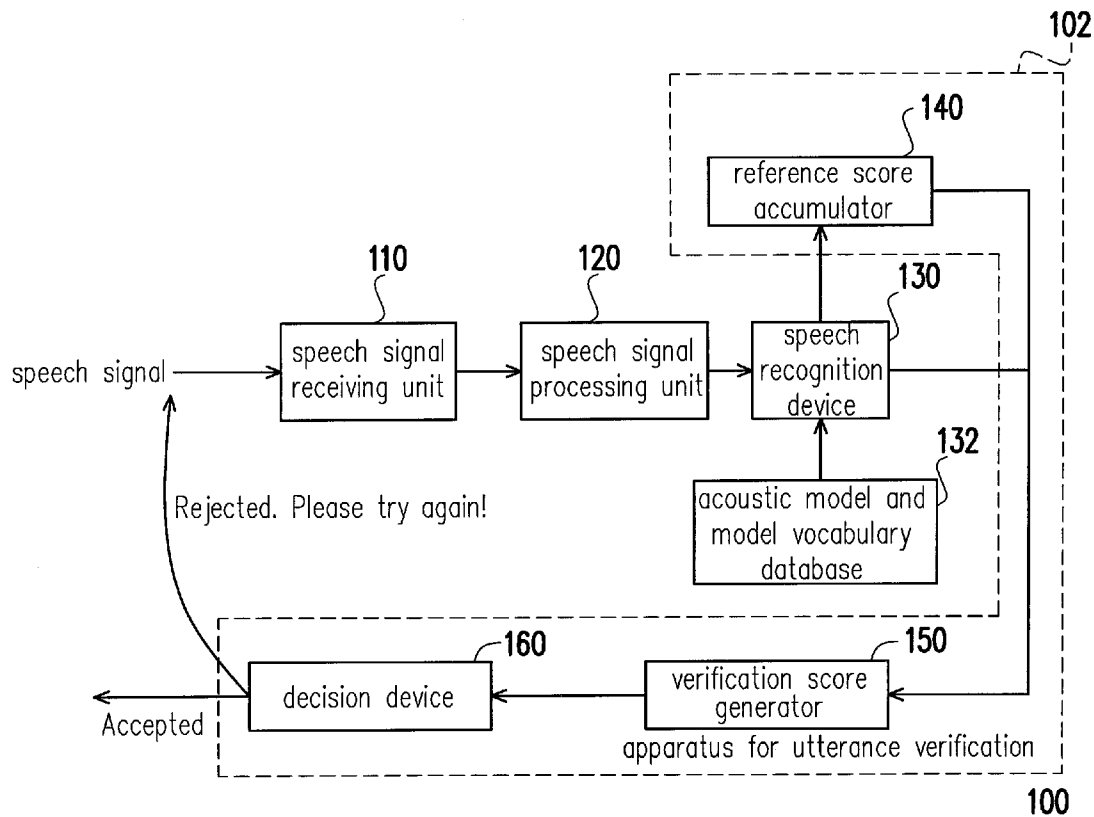 102
140
reference score
accumulator
110
120
130
speech signal
speech signal
receiving unit
speech signal
processing unit
speech
recognition
device
132
Rejected. Please try again!
acoustic model and
model vocabulary
database
160
150
decision device
verification score
generator
Accepted
apparatus for utterance verification
100